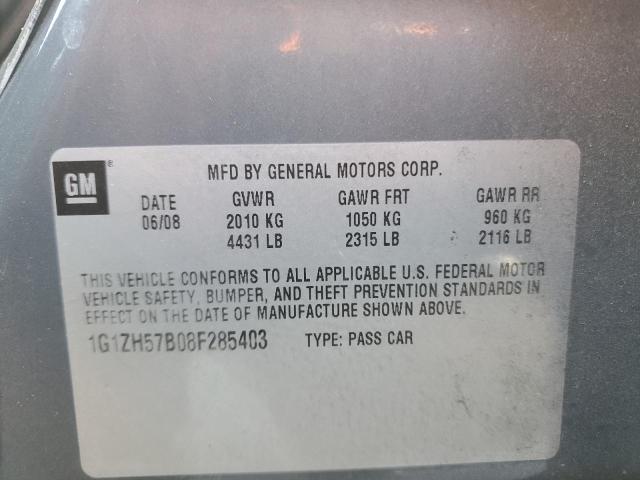 GM®
MFD BY GENERAL MOTORS CORP.
DATE GVWR GAWR FRT GAWR RR
06/08 2010 KG 1050 KG 960 KG
4431 LB 2315 LB 2116 LB
THIS VEHICLE CONFORMS TO ALL APPLICABLE U.S. FEDERAL MOTOR
VEHICLE SAFETY, BUMPER, AND THEFT PREVENTION STANDARDS IN
EFFECT ON THE DATE OF MANUFACTURE SHOWN ABOVE.
1G1ZH57B08F285403 TYPE: PASS CAR